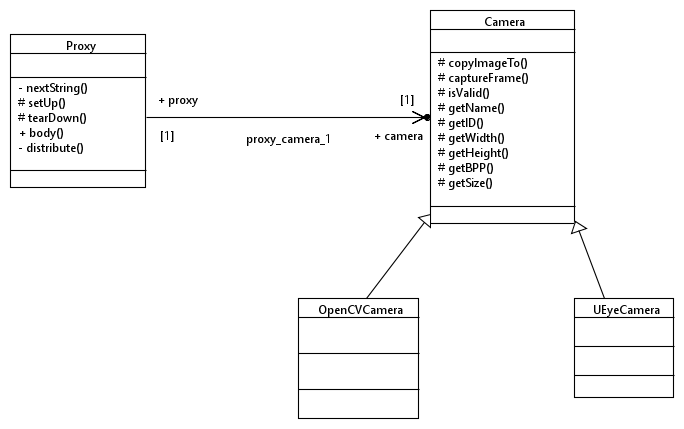 Proxy
- nextString()
# setUp()
# tearDown()
+ body()
- distribute()
+ proxy
[1]
proxy_camera_1
[1]
+ camera
Camera
# copyImageTo()
# captureFrame()
# isValid()
# getName()
# getID()
# getWidth()
# getHeight()
# getBPP()
# getSize()
OpenCVCamera
UEyeCamera